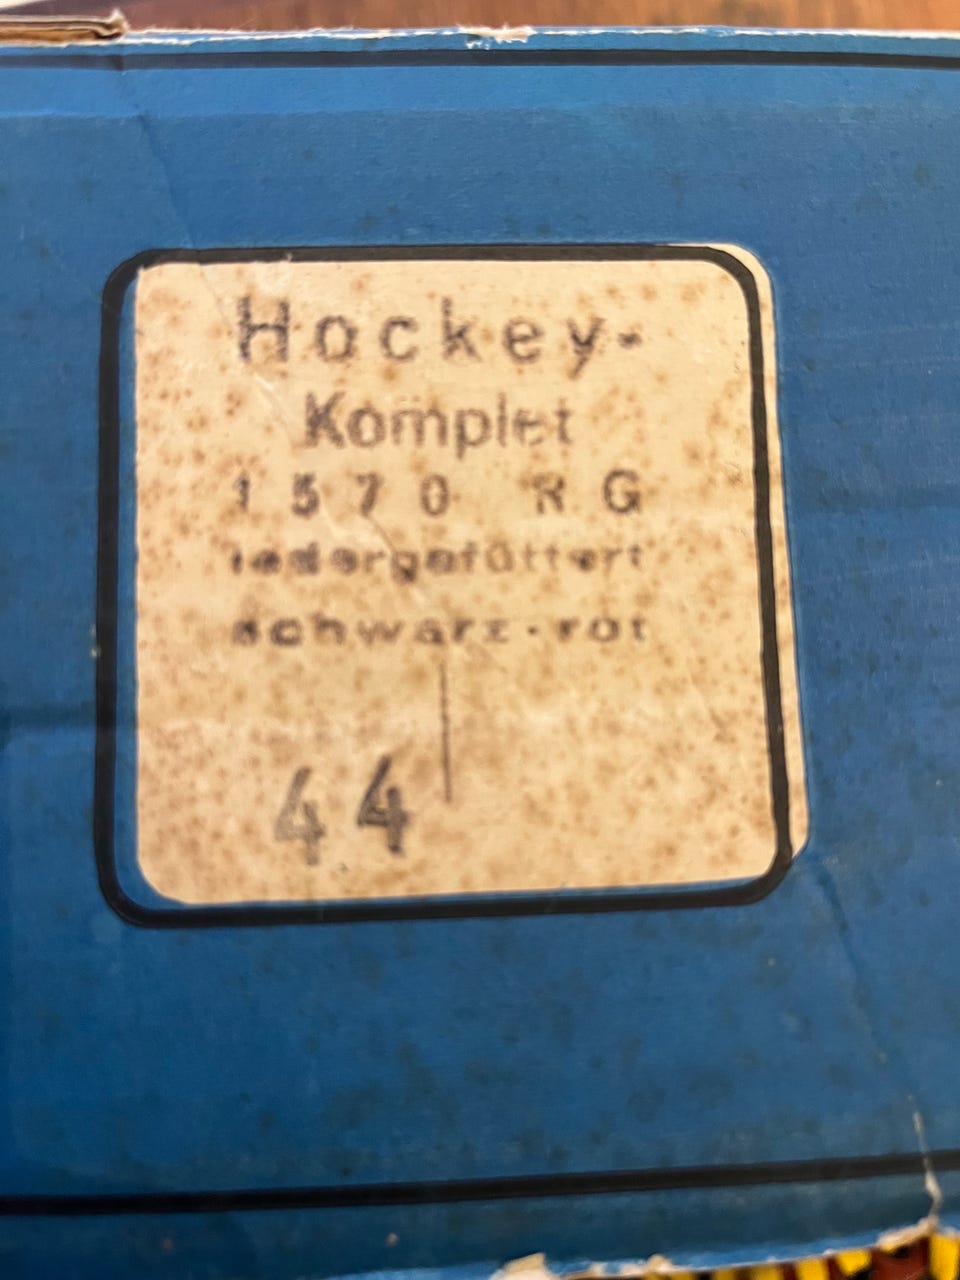 Hockey-
Komplet
1570 RG
ledergefüttert
schwarz-rot
44